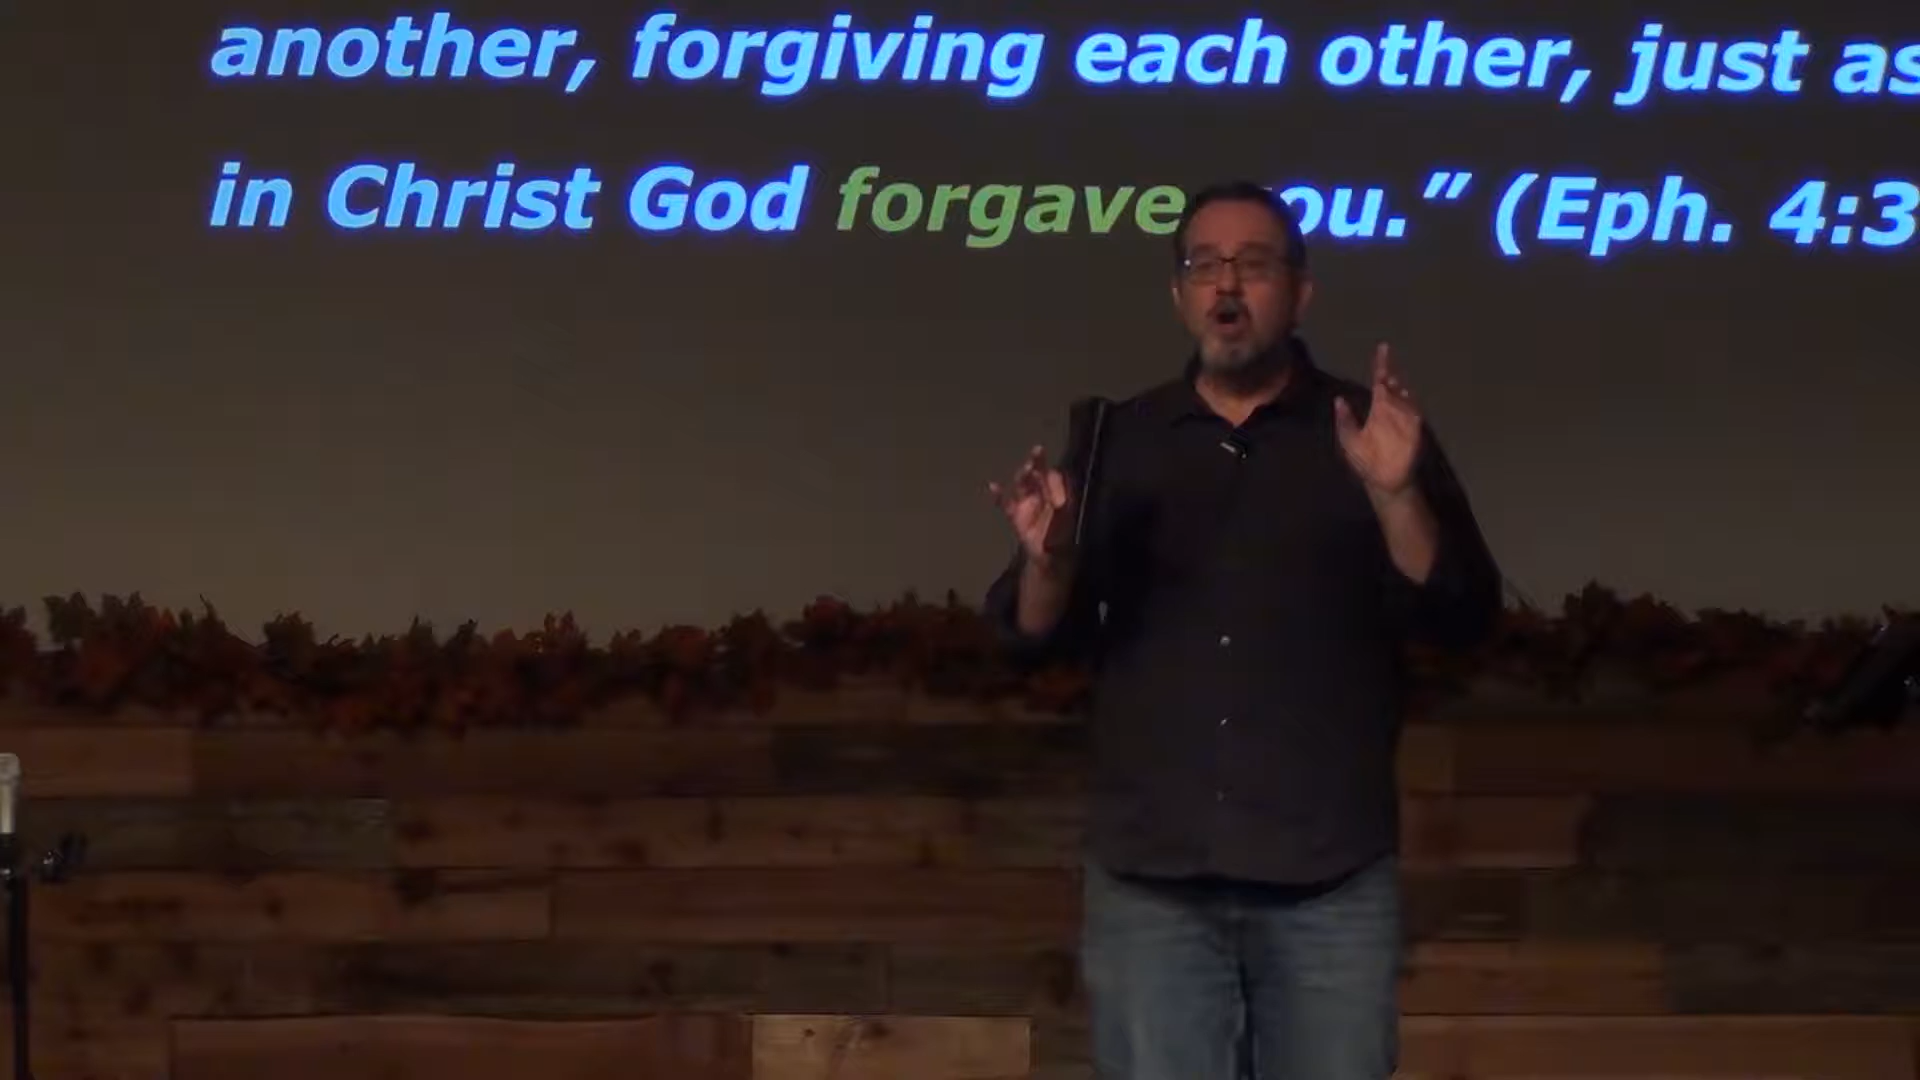 another, forgiving each other, just as
in Christ God forgave ou.” (Eph. 4:3